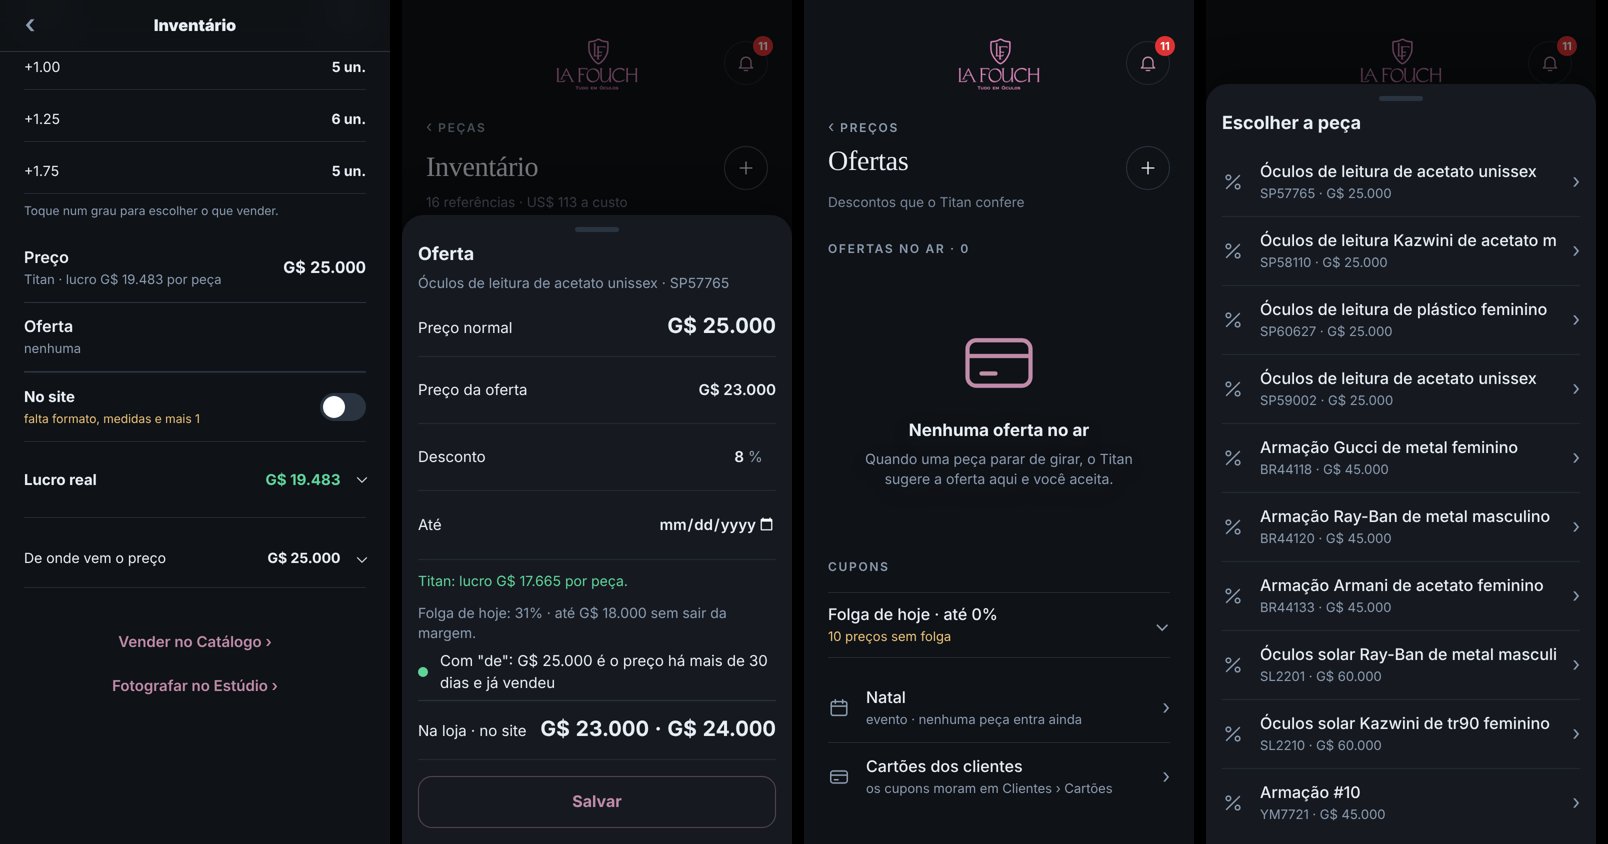 Inventário
+1.00 5 un.
+1.25 6 un.
+1.75 5 un.
Toque num grau para escolher o que vender.
Preço
Titan · lucro G$ 19.483 por peça
G$ 25.000
Oferta
nenhuma
No site
falta formato, medidas e mais 1
Lucro real G$ 19.483
De onde vem o preço G$ 25.000
Vender no Catálogo ›
Fotografar no Estúdio ›
LF
LA FOUCH
TUDO EM ÓCULOS
11
‹ PEÇAS
Inventário
16 referências · US$ 113 a custo
Oferta
Óculos de leitura de acetato unissex · SP57765
Preço normal G$ 25.000
Preço da oferta G$ 23.000
Desconto 8 %
Até mm/dd/yyyy
Titan: lucro G$ 17.665 por peça.
Folga de hoje: 31% · até G$ 18.000 sem sair da
margem.
Com "de": G$ 25.000 é o preço há mais de 30
dias e já vendeu
Na loja · no site G$ 23.000 · G$ 24.000
Salvar
LF
LA FOUCH
TUDO EM ÓCULOS
11
‹ PREÇOS
Ofertas
Descontos que o Titan confere
OFERTAS NO AR · 0
Nenhuma oferta no ar
Quando uma peça parar de girar, o Titan
sugere a oferta aqui e você aceita.
CUPONS
Folga de hoje · até 0%
10 preços sem folga
Natal
evento · nenhuma peça entra ainda
Cartões dos clientes
os cupons moram em Clientes › Cartões
LF
LA FOUCH
11
Escolher a peça
Óculos de leitura de acetato unissex
SP57765 · G$ 25.000
Óculos de leitura Kazwini de acetato m
SP58110 · G$ 25.000
Óculos de leitura de plástico feminino
SP60627 · G$ 25.000
Óculos de leitura de acetato unissex
SP59002 · G$ 25.000
Armação Gucci de metal feminino
BR44118 · G$ 45.000
Armação Ray-Ban de metal masculino
BR44120 · G$ 45.000
Armação Armani de acetato feminino
BR44133 · G$ 45.000
Óculos solar Ray-Ban de metal masculi
SL2201 · G$ 60.000
Óculos solar Kazwini de tr90 feminino
SL2210 · G$ 60.000
Armação #10
YM7721 · G$ 45.000